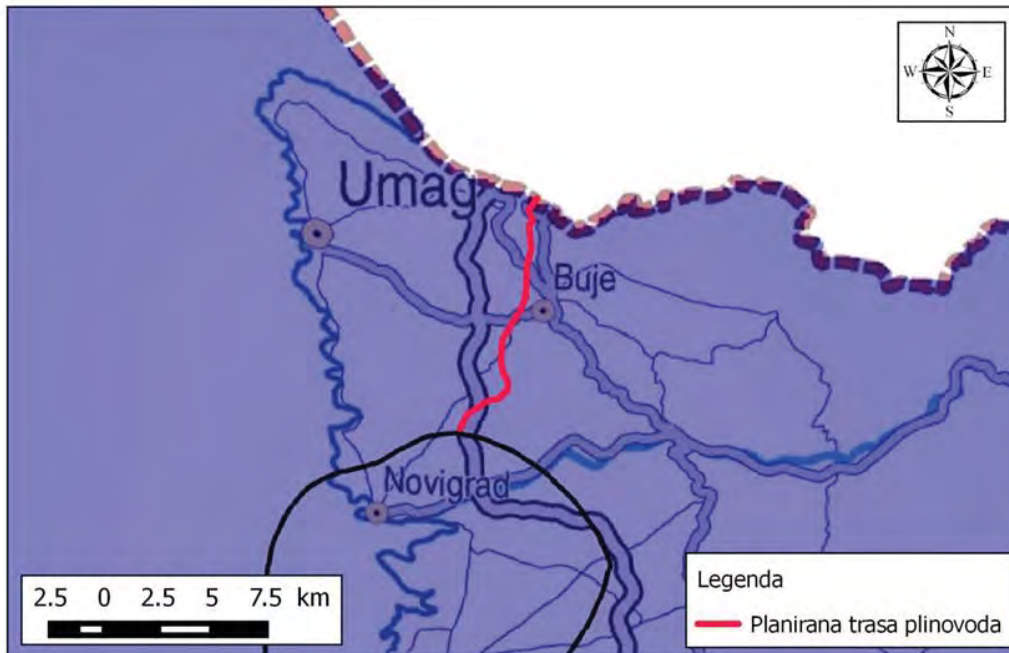 N
W E
S
Umag
Buje
Novigrad
2.5 0 2.5 5 7.5 km
Legenda
Planirana trasa plinovoda